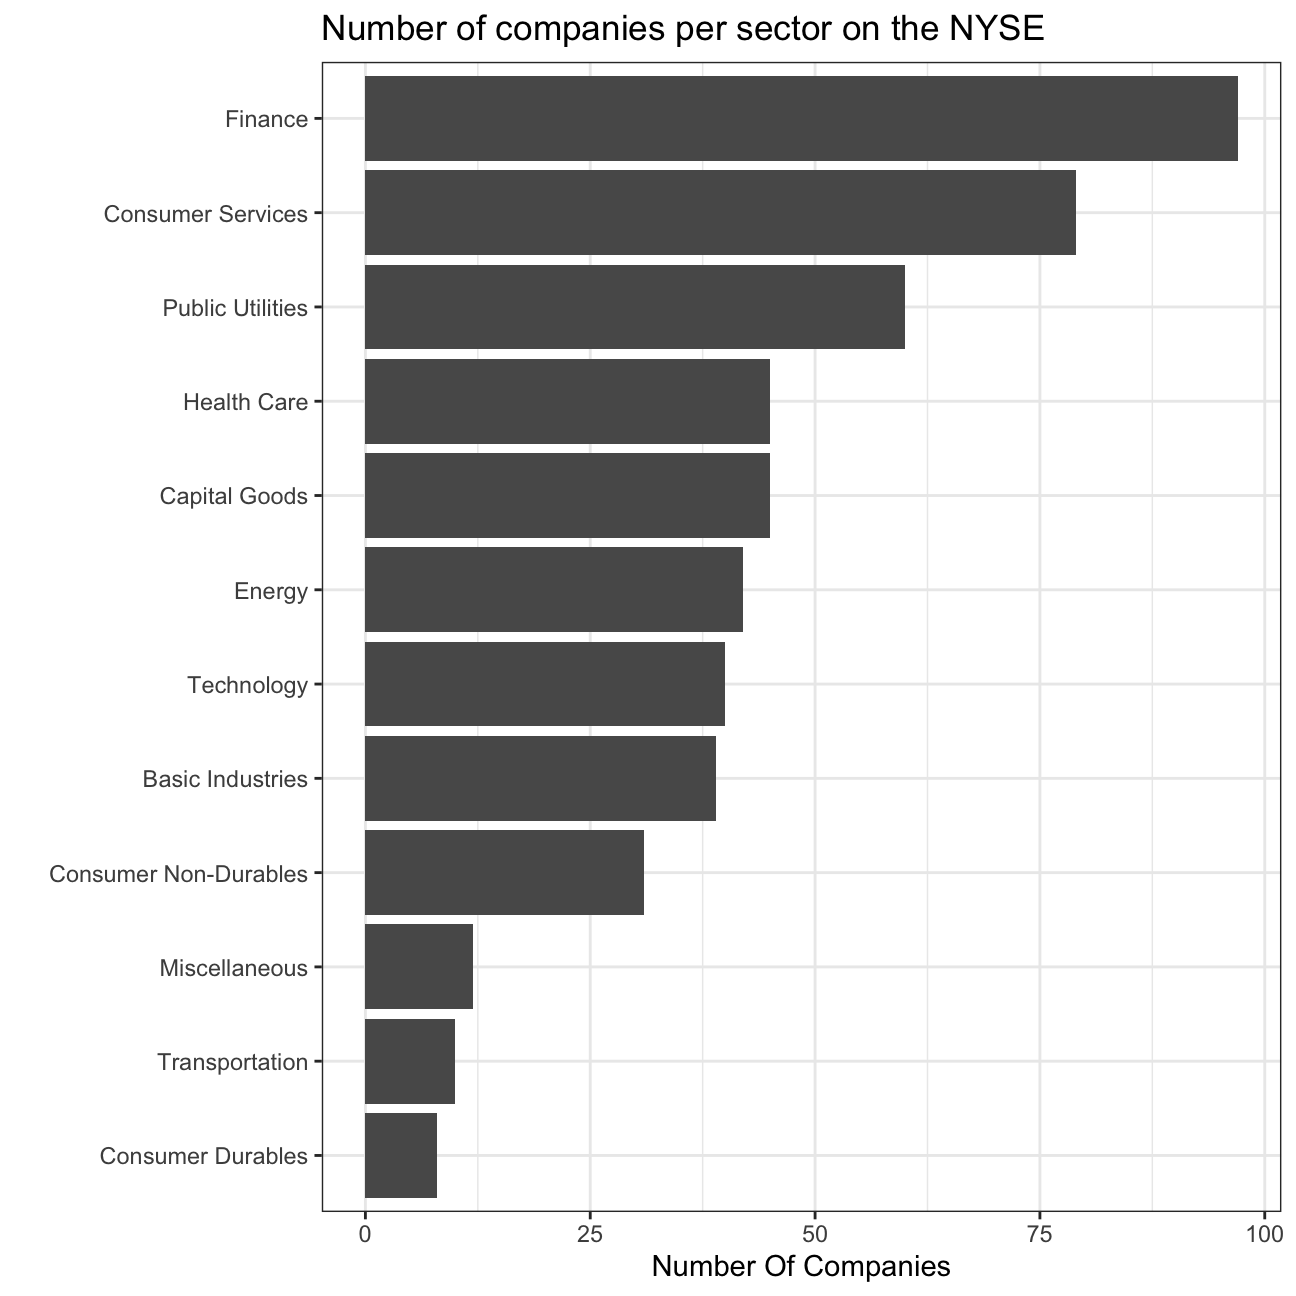 Number of companies per sector on the NYSE
Finance
Consumer Services
Public Utilities
Health Care
Capital Goods
Energy
Technology
Basic Industries
Consumer Non-Durables
Miscellaneous
Transportation
Consumer Durables
0 25 50 75 100
Number Of Companies